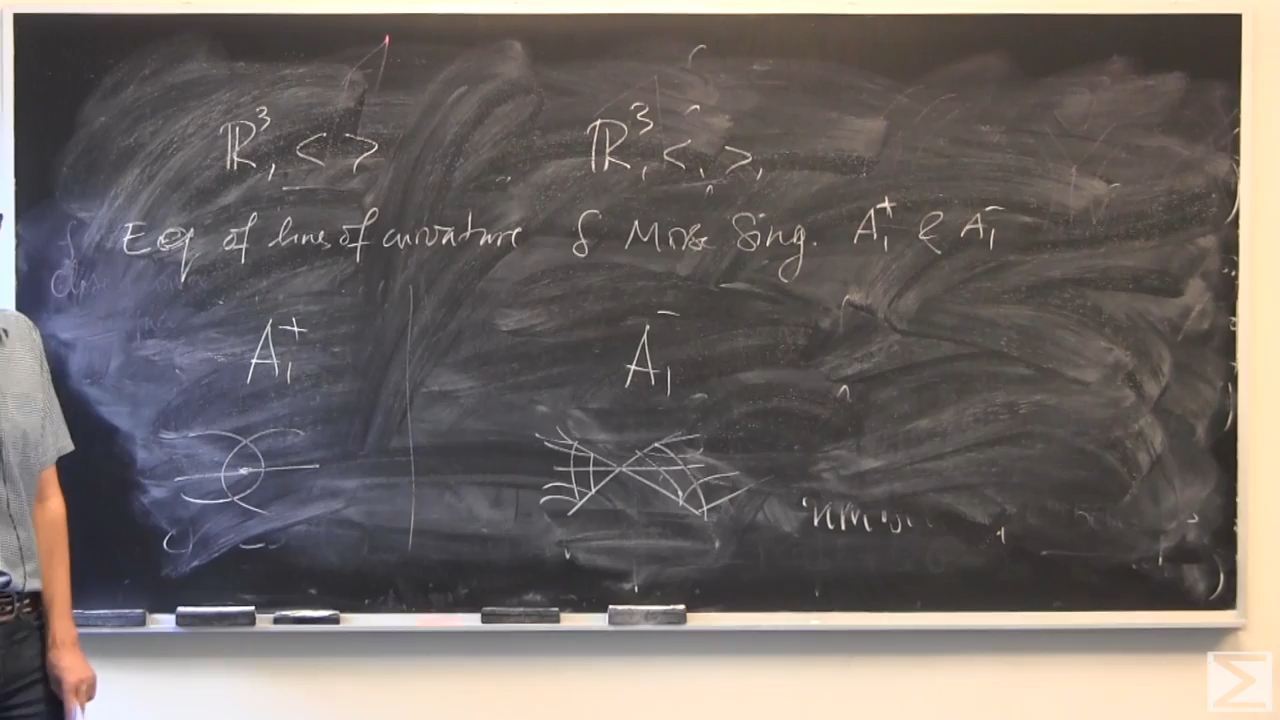 ℝ³, < > ℝ³, < , >,
Eq of lines of curvature & Morse Sing. A₁⁺ & A₁⁻
A₁⁺ A₁⁻